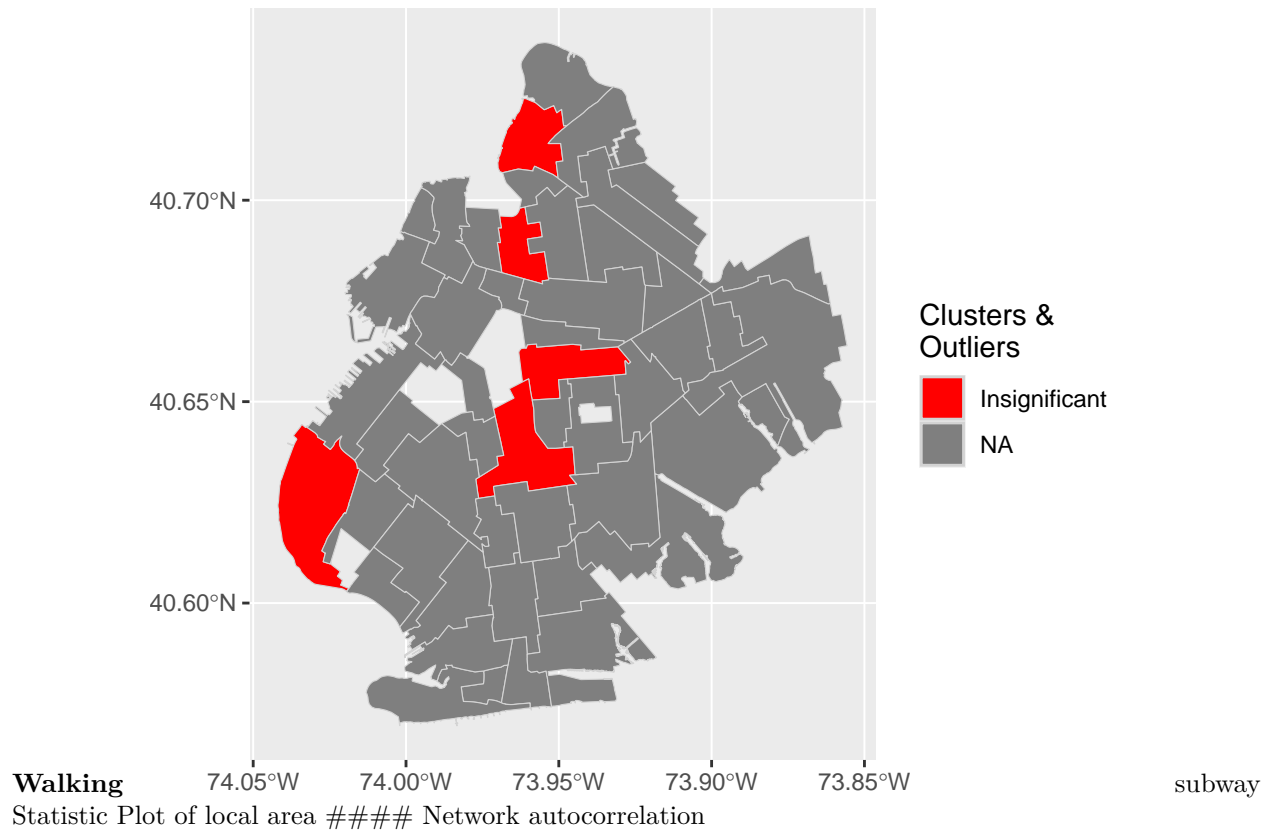 40.70°N
40.65°N
40.60°N
74.05°W 74.00°W 73.95°W 73.90°W 73.85°W
Clusters &
Outliers
Insignificant
NA
Walking subway
Statistic Plot of local area #### Network autocorrelation